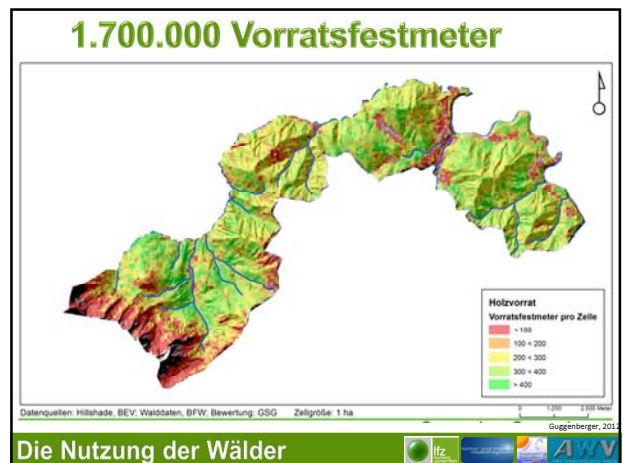 1.700.000 Vorratsfestmeter
Holzvorrat
Vorratsfestmeter pro Zelle
< 100
100 < 200
200 < 300
300 < 400
> 400
Datenquellen: Hillshade, BEV; Walddaten, BFW; Bewertung: GSG Zellgröße: 1 ha
0 1.250 2.500 Meter
Guggenberger, 2012
Die Nutzung der Wälder
lfz
AWV